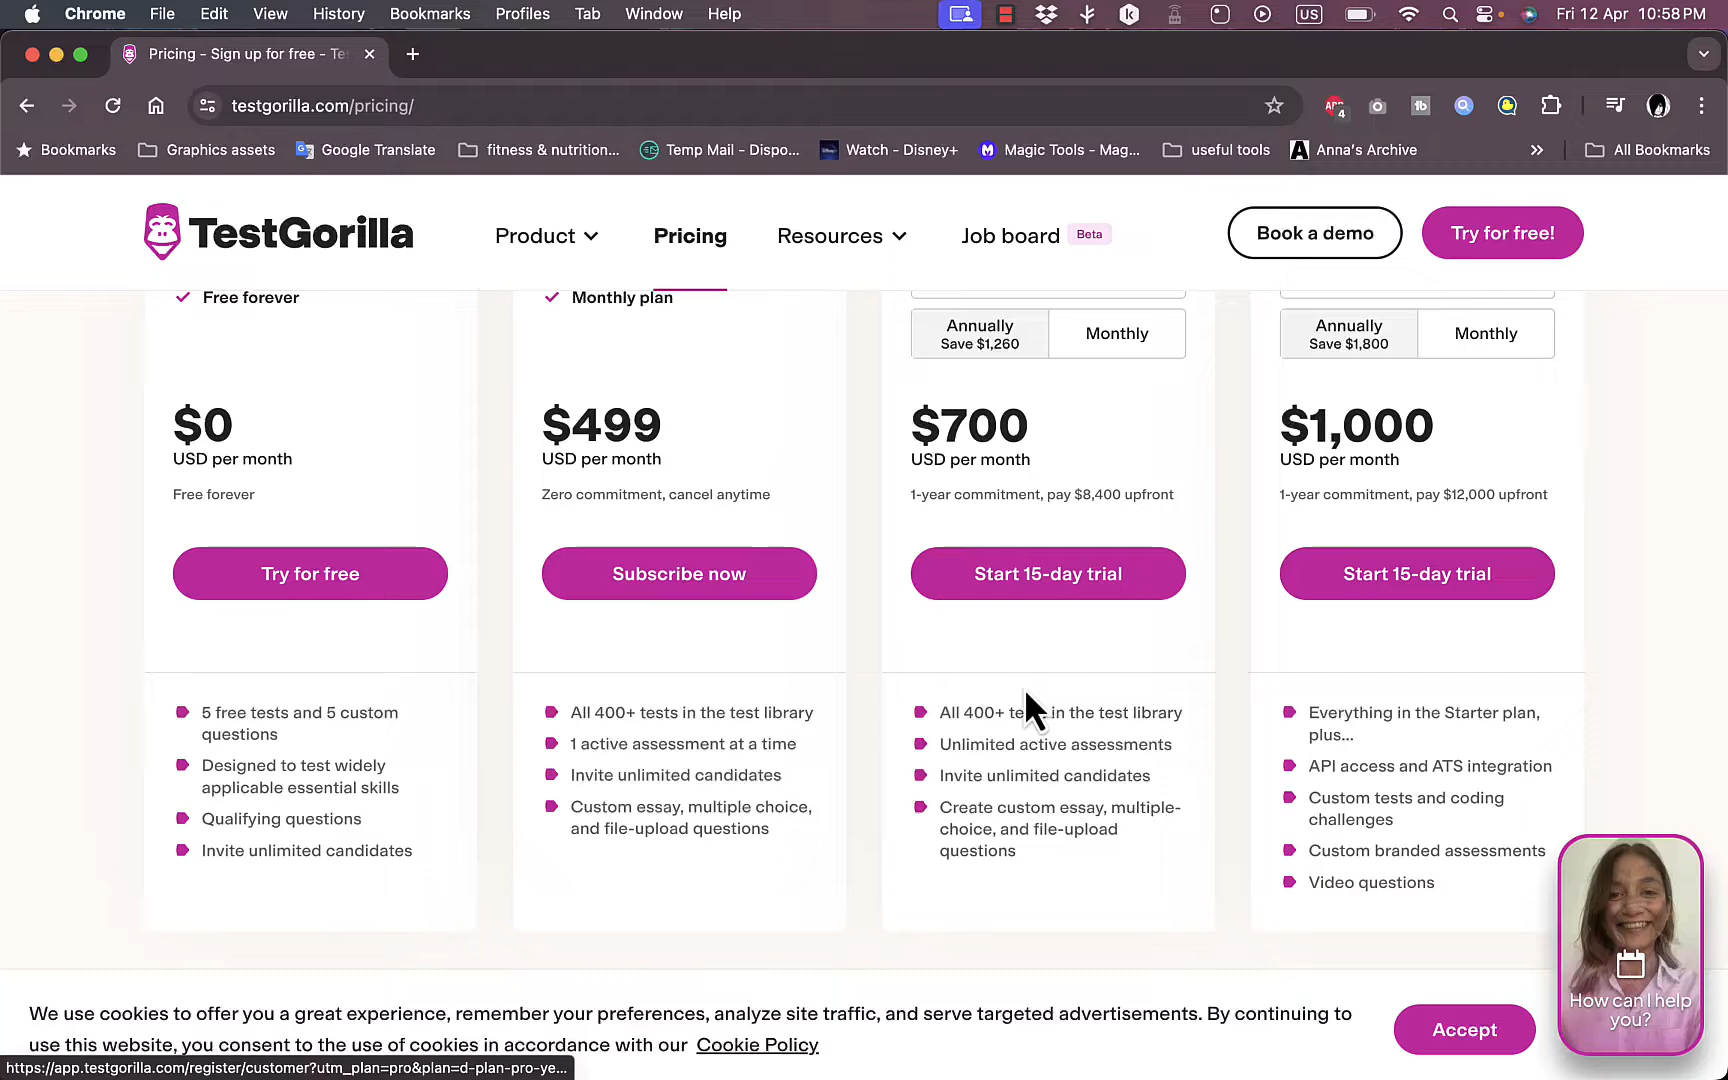 Chrome File Edit View History Bookmarks Profiles Tab Window Help US Fri 12 Apr 10:58 PM
Pricing - Sign up for free - Tes
testgorilla.com/pricing/
ABP 4 tb
Bookmarks Graphics assets Google Translate fitness & nutrition... Temp Mail - Dispo... Watch - Disney+ Magic Tools - Mag... useful tools Anna's Archive » All Bookmarks
TestGorilla Product Pricing Resources Job board Beta Book a demo Try for free!
Free forever
Monthly plan
Annually
Save $1,260
Monthly
Annually
Save $1,800
Monthly
$0
USD per month
Free forever
Try for free
5 free tests and 5 custom
questions
Designed to test widely
applicable essential skills
Qualifying questions
Invite unlimited candidates
$499
USD per month
Zero commitment, cancel anytime
Subscribe now
All 400+ tests in the test library
1 active assessment at a time
Invite unlimited candidates
Custom essay, multiple choice,
and file-upload questions
$700
USD per month
1-year commitment, pay $8,400 upfront
Start 15-day trial
All 400+ te in the test library
Unlimited active assessments
Invite unlimited candidates
Create custom essay, multiple-
choice, and file-upload
questions
$1,000
USD per month
1-year commitment, pay $12,000 upfront
Start 15-day trial
Everything in the Starter plan,
plus...
API access and ATS integration
Custom tests and coding
challenges
Custom branded assessments
Video questions
How can I help
you?
We use cookies to offer you a great experience, remember your preferences, analyze site traffic, and serve targeted advertisements. By continuing to
use this website, you consent to the use of cookies in accordance with our Cookie Policy
Accept
https://app.testgorilla.com/register/customer?utm_plan=pro&plan=d-plan-pro-ye...